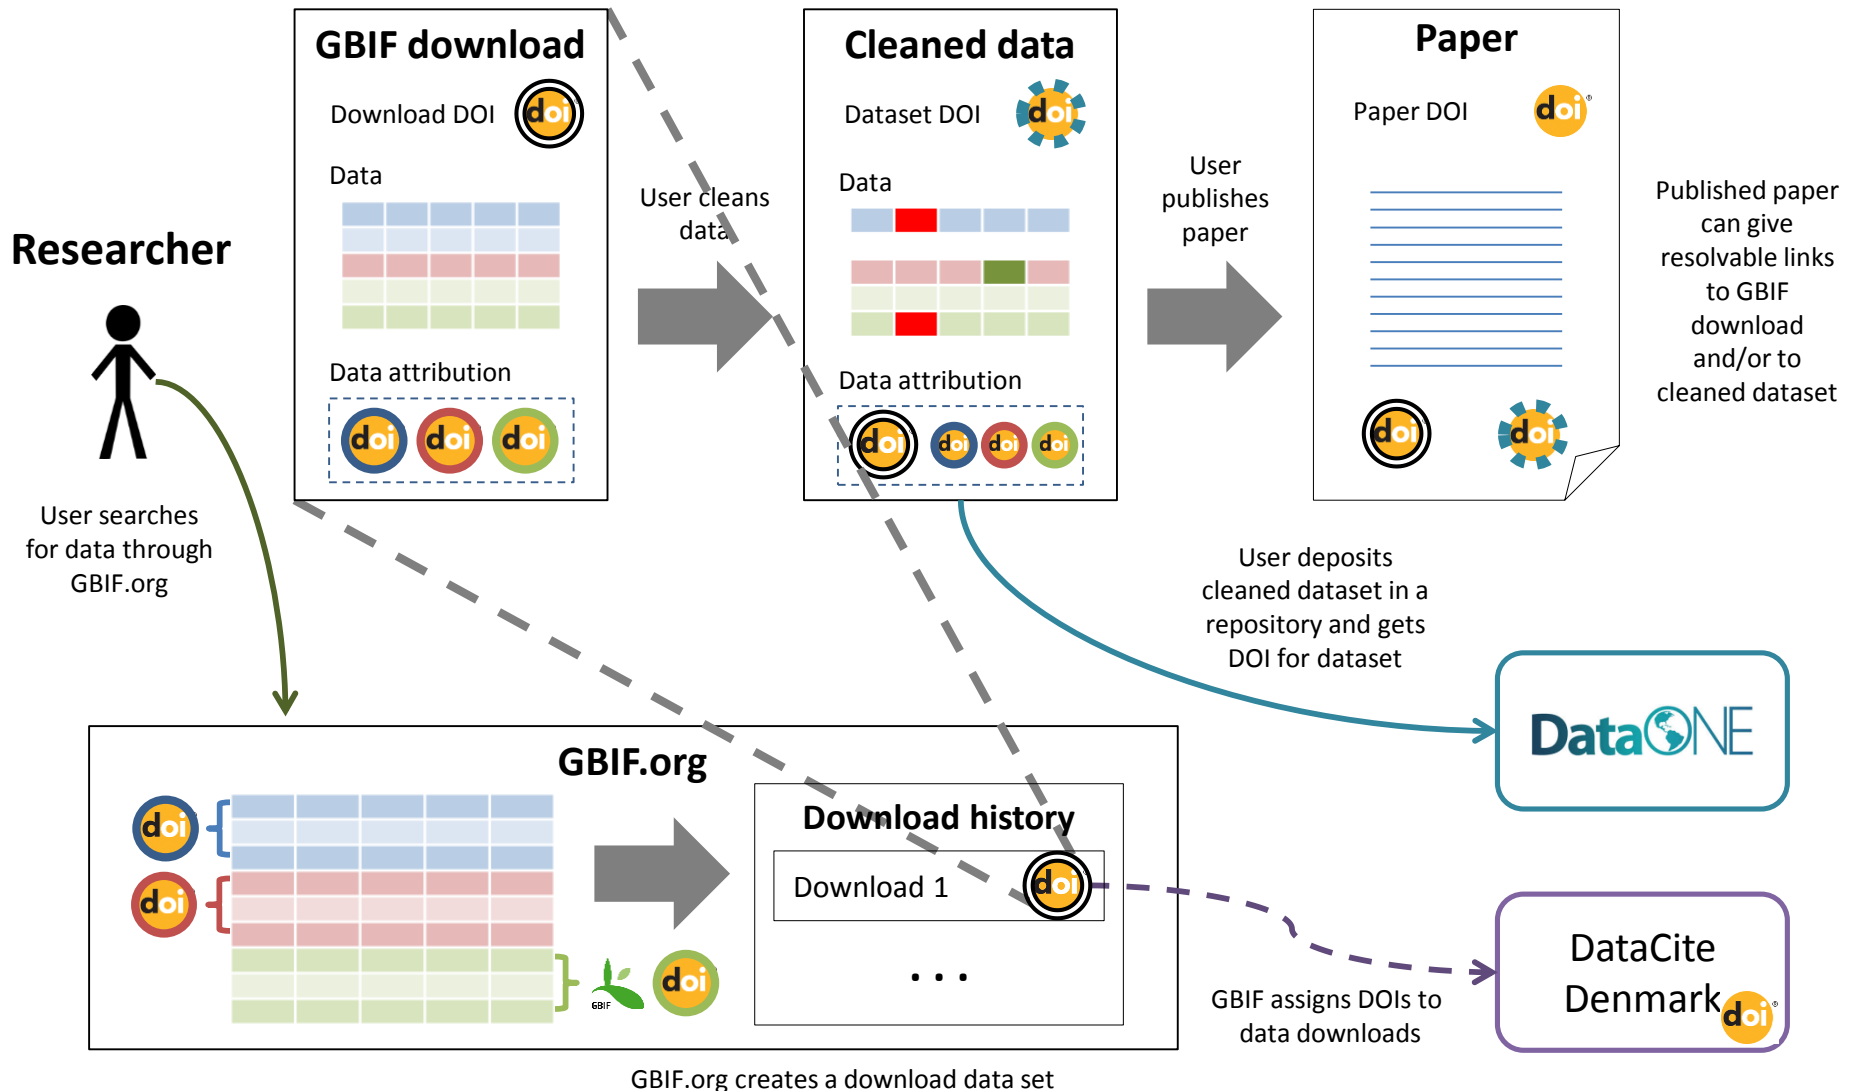 GBIF download
Download DOI
doi
Data
Data attribution
doi doi doi
Cleaned data
Dataset DOI
doi
Data
Data attribution
doi doi doi doi
Paper
Paper DOI
doi®
doi doi
Researcher
User searches
for data through
GBIF.org
User cleans
data
User
publishes
paper
Published paper
can give
resolvable links
to GBIF
download
and/or to
cleaned dataset
User deposits
cleaned dataset in a
repository and gets
DOI for dataset
DataONE
GBIF.org
doi
doi
GBIF
doi
Download history
Download 1
doi
...
GBIF assigns DOIs to
data downloads
DataCite
Denmark
doi®
GBIF.org creates a download data set